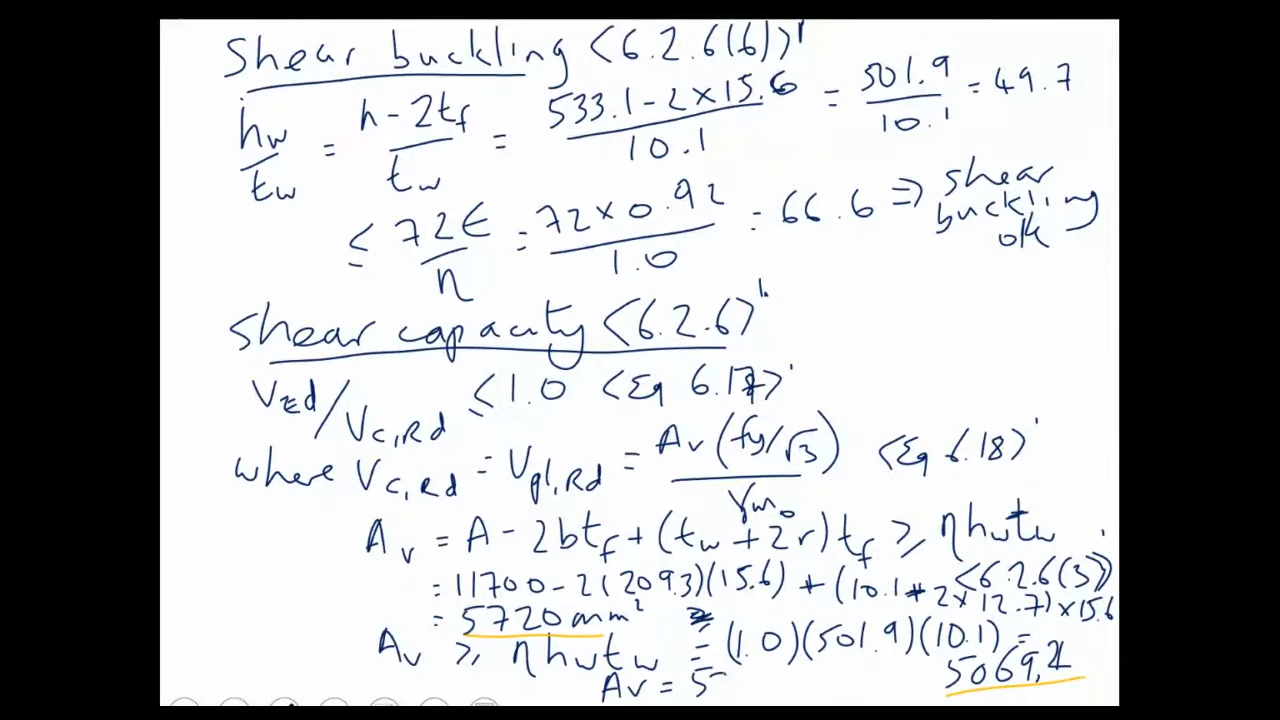 Shear buckling <6.2.6(6)>'
hw/tw = h - 2tf / tw = 533.1 - 2 × 15.6 / 10.1 = 501.9 / 10.1 = 49.7
≤ 72ε / η = 72 × 0.92 / 1.0 = 66.6 ⇒ shear buckling ok
Shear capacity <6.2.6>'
VEd/Vc,Rd ≤ 1.0 <Eq 6.17>'
where Vc,Rd = Vpl,Rd = Av (fy/√3) / γm0 <Eq 6.18>'
Av = A - 2btf + (tw + 2r) tf ≥ ηhwtw
<6.2.6(3)>'
= 11700 - 2(209.3)(15.6) + (10.1 + 2 × 12.7) × 15.6
= 5720 mm²
Av ≥ ηhwtw = (1.0)(501.9)(10.1) =
5069.2
Av = 5